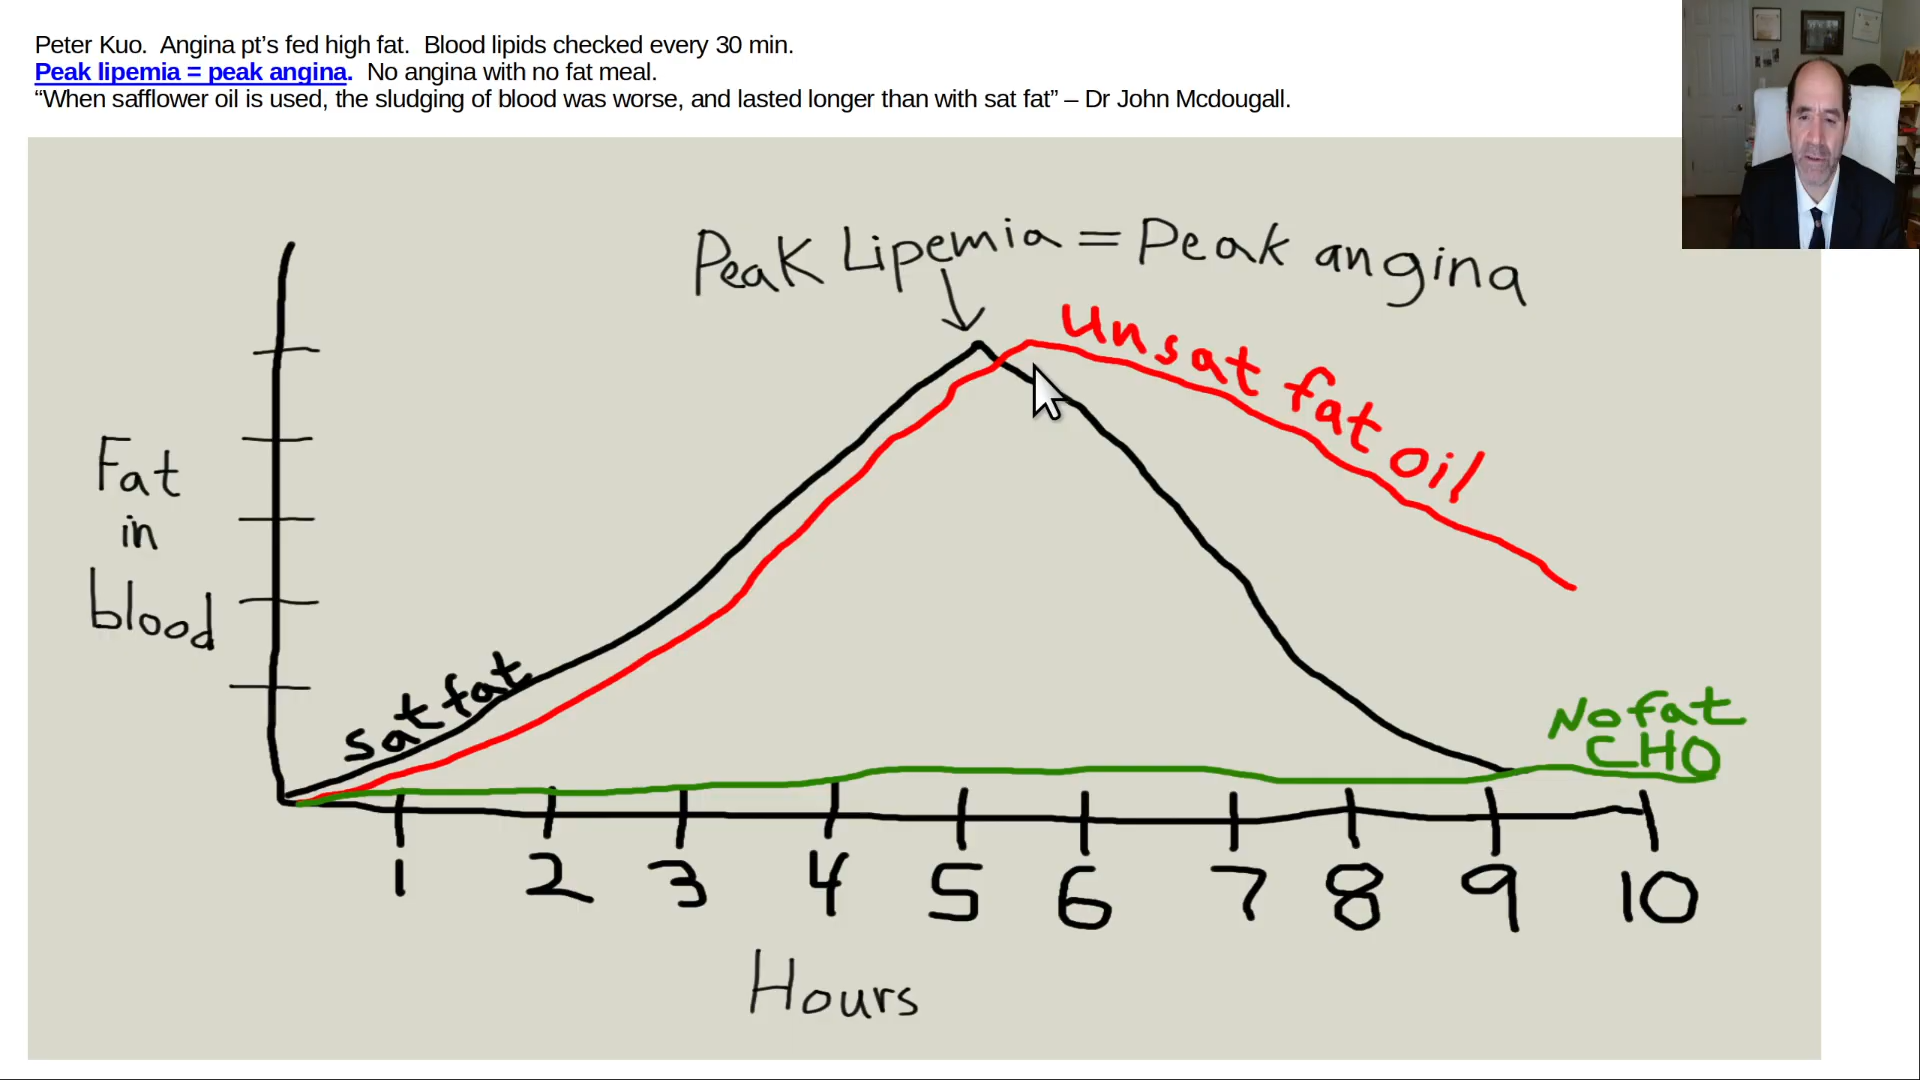 Peter Kuo.  Angina pt’s fed high fat.  Blood lipids checked every 30 min.
Peak lipemia = peak angina.  No angina with no fat meal.
“When safflower oil is used, the sludging of blood was worse, and lasted longer than with sat fat” – Dr John Mcdougall.
Peak Lipemia = Peak angina
unsat fat oil
Fat
in
blood
sat fat
No fat
CHO
1 2 3 4 5 6 7 8 9 10
Hours